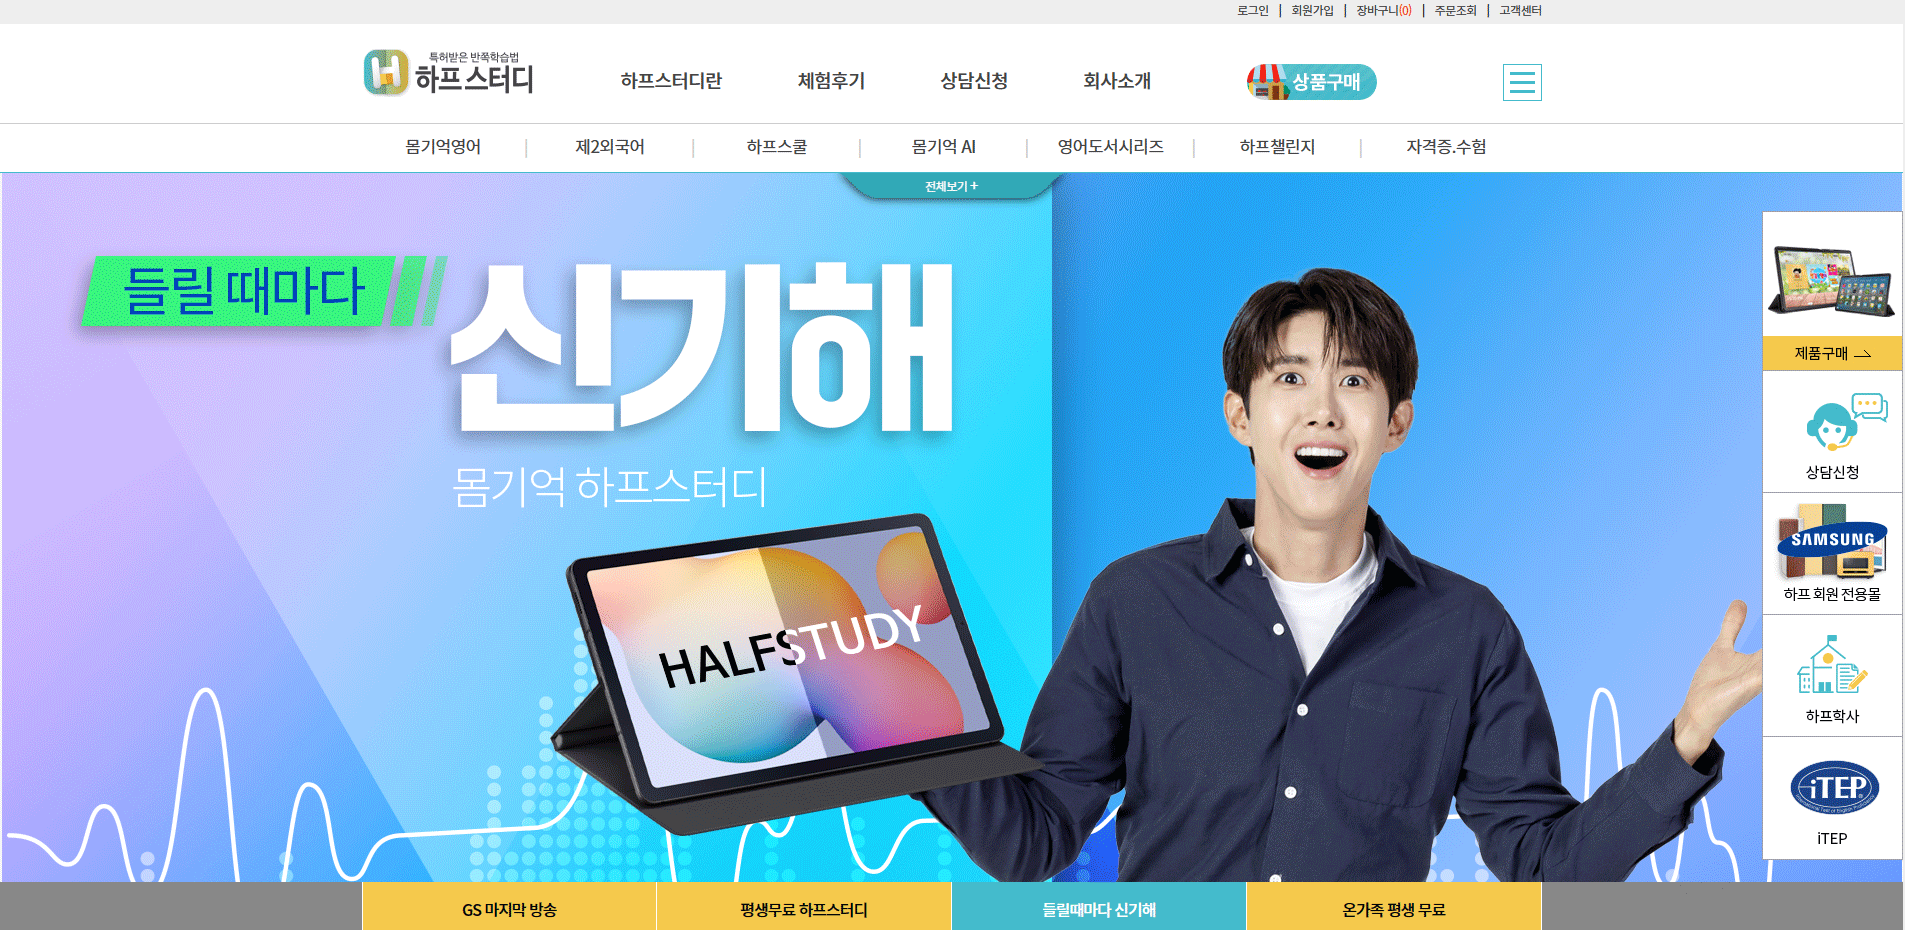 로그인 | 회원가입 | 장바구니(0) | 주문조회 | 고객센터
특허받은 반쪽학습법
하프스터디
하프스터디란 체험후기 상담신청 회사소개 상품구매
몸기억영어 | 제2외국어 | 하프스쿨 | 몸기억 AI | 영어도서시리즈 | 하프챌린지 | 자격증.수험
전체보기 +
들릴 때마다
신기해
몸기억 하프스터디
HALFSTUDY
제품구매
상담신청
SAMSUNG
하프 회원 전용몰
하프학사
iTEP
iTEP
GS 마지막 방송
평생무료 하프스터디
들릴때마다 신기해
온가족 평생 무료